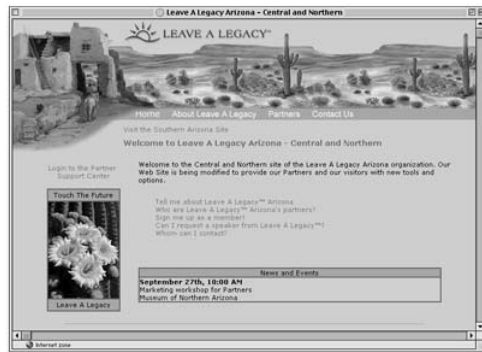 Leave A Legacy Arizona – Central and Northern
LEAVE A LEGACY™
Home About Leave A Legacy Partners Contact Us
Visit the Southern Arizona Site
Welcome to Leave A Legacy Arizona - Central and Northern
Login to the Partner
Support Center
Welcome to the Central and Northern site of the Leave A Legacy Arizona organization. Our
Web Site is being modified to provide our Partners and our visitors with new tools and
options.
Touch The Future
Leave A Legacy
Tell me about Leave A Legacy™ Arizona
Who are Leave A Legacy™ Arizona's partners?
Sign me up as a member?
Can I request a speaker from Leave A Legacy™?
Whom can I contact?
News and Events
September 27th, 10:00 AM
Marketing workshop for Partners
Museum of Northern Arizona
Internet zone